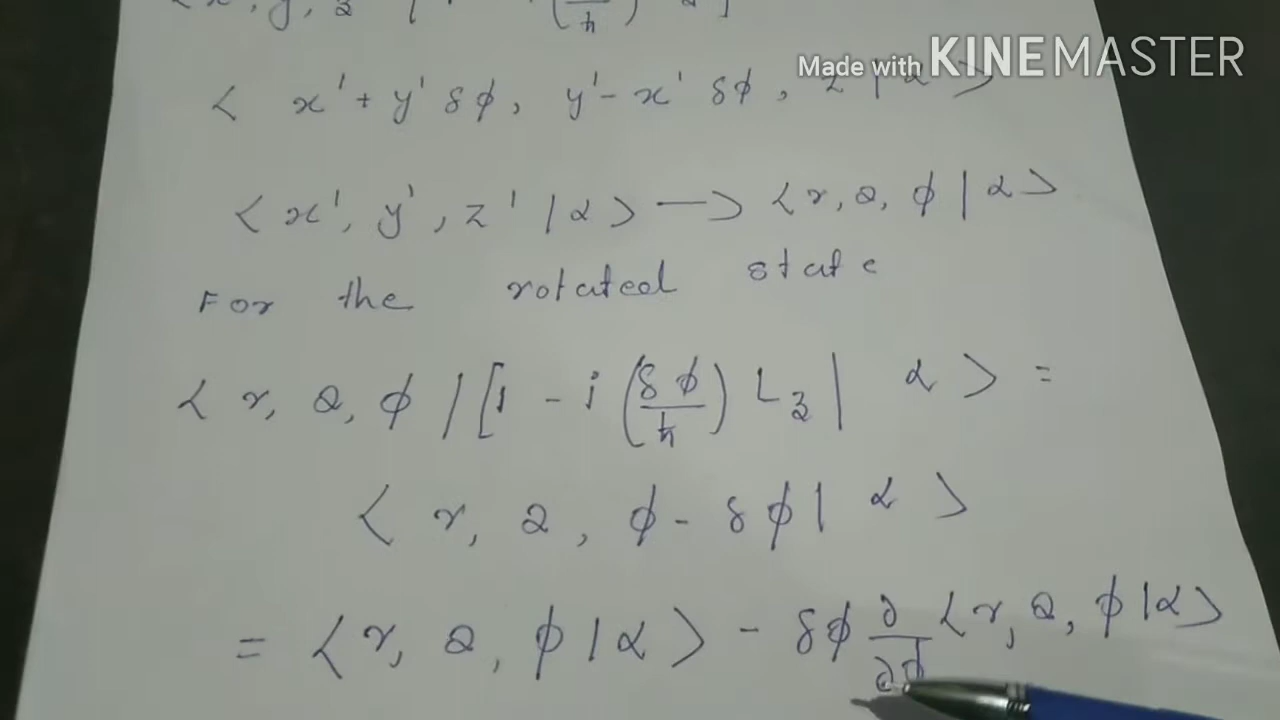 Made with KINEMASTER
< x' + y' δϕ, y' - x' δϕ, z | α >
< x', y', z' | α > —> < r, θ, ϕ | α >
For the rotated state
< r, θ, ϕ | [1 - i (δϕ/ħ) L_z | α > =
< r, θ, ϕ - δϕ | α >
= < r, θ, ϕ | α > - δϕ ∂/∂ϕ < r, θ, ϕ | α >